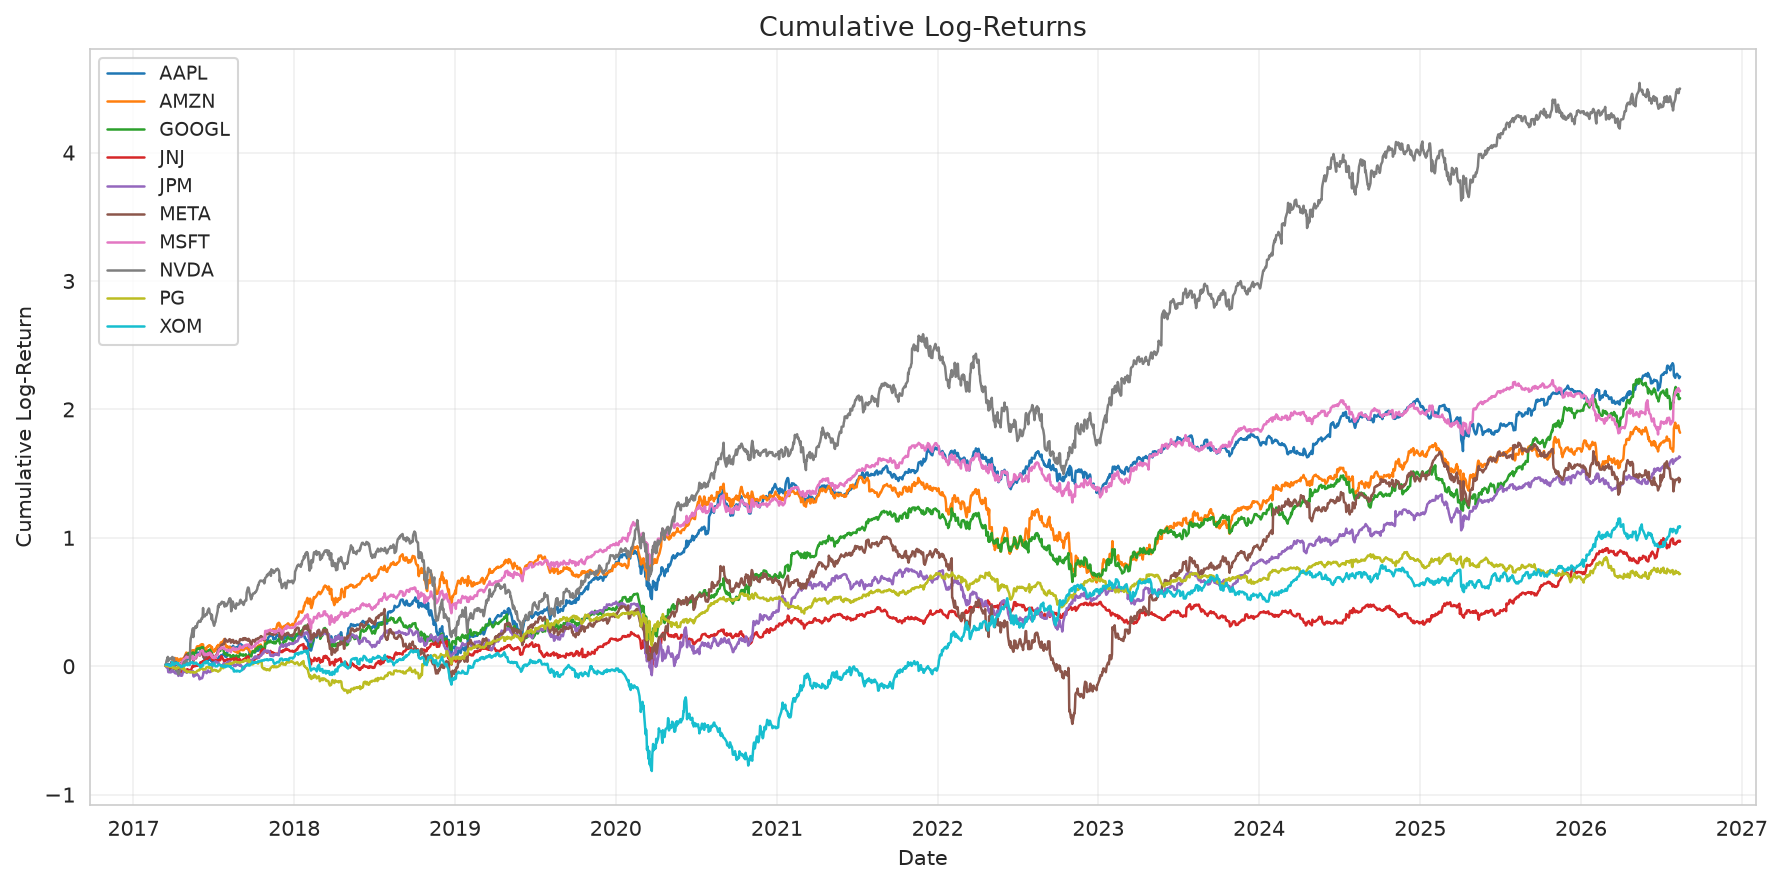 Cumulative Log-Returns
AAPL
AMZN
GOOGL
JNJ
JPM
META
MSFT
NVDA
PG
XOM
Cumulative Log-Return
4
3
2
1
0
−1
2017 2018 2019 2020 2021 2022 2023 2024 2025 2026 2027
Date